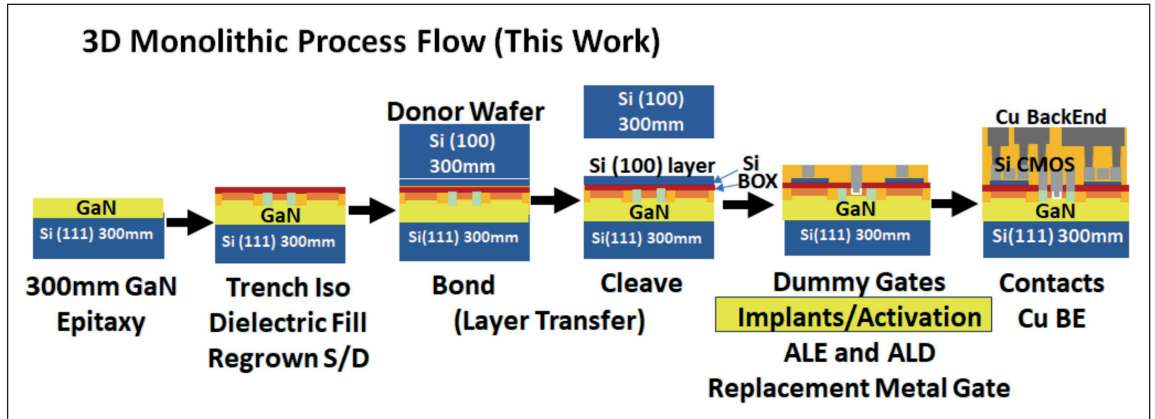 3D Monolithic Process Flow (This Work)
GaN
Si (111) 300mm
300mm GaN
Epitaxy
GaN
Si (111) 300mm
Trench Iso
Dielectric Fill
Regrown S/D
Donor Wafer
Si (100)
300mm
Si(111) 300mm
Bond
(Layer Transfer)
Si (100)
300mm
Si (100) layer
Si
BOX
GaN
Si(111) 300mm
Cleave
GaN
Si(111) 300mm
Dummy Gates
Implants/Activation
ALE and ALD
Replacement Metal Gate
Cu BackEnd
Si CMOS
GaN
Si(111) 300mm
Contacts
Cu BE